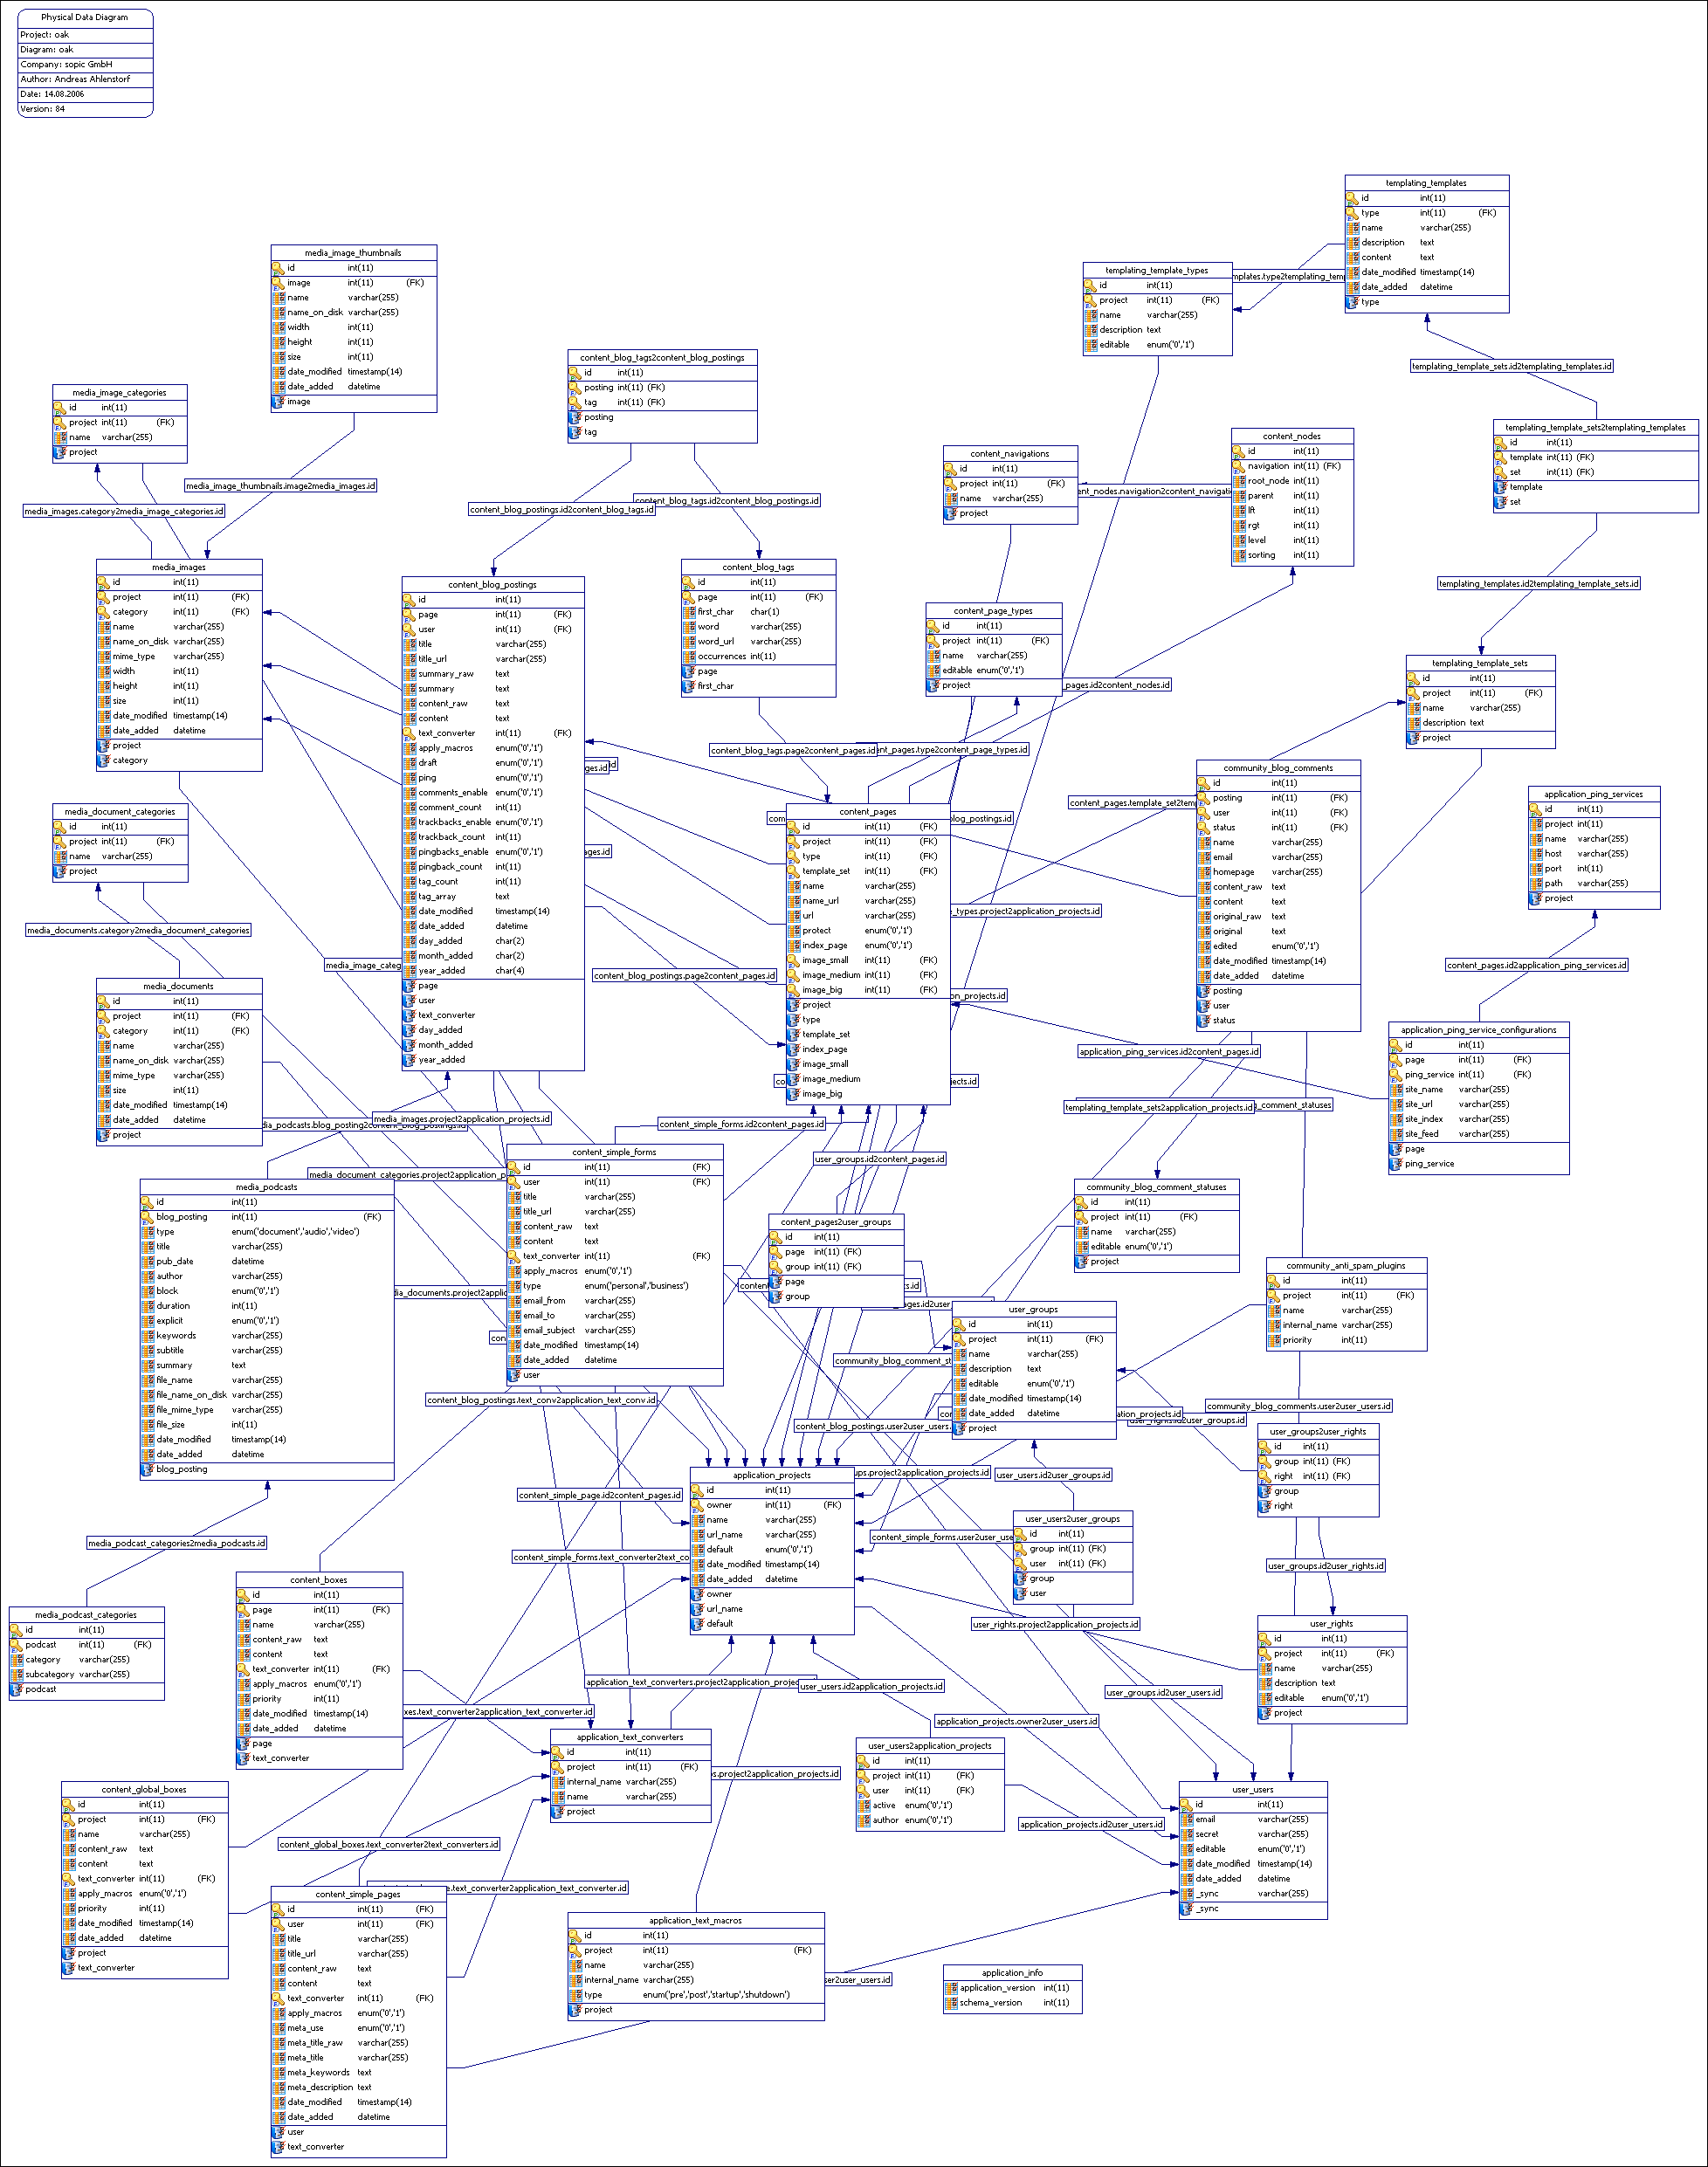 Physical Data Diagram
Project: oak
Diagram: oak
Company: sopic GmbH
Author: Andreas Ahlenstorf
Date: 14.08.2006
Version: 84
templating_templates
id int(11)
type int(11) (FK)
name varchar(255)
description text
content text
date_modified timestamp(14)
date_added datetime
type
media_image_thumbnails
id int(11)
image int(11) (FK)
name varchar(255)
name_on_disk varchar(255)
width int(11)
height int(11)
size int(11)
date_modified timestamp(14)
date_added datetime
image
templating_template_types
id int(11)
project int(11) (FK)
name varchar(255)
description text
editable enum('0','1')
templating_template_sets.id2templating_templates.id
content_blog_tags2content_blog_postings
id int(11)
posting int(11) (FK)
tag int(11) (FK)
posting
tag
media_image_categories
id int(11)
project int(11) (FK)
name varchar(255)
project
templating_template_sets2templating_templates
id int(11)
template int(11) (FK)
set int(11) (FK)
template
set
content_nodes
id int(11)
navigation int(11) (FK)
root_node int(11)
parent int(11)
lft int(11)
rgt int(11)
level int(11)
sorting int(11)
content_navigations
id int(11)
project int(11) (FK)
name varchar(255)
project
media_image_thumbnails.image2media_images.id
media_images.category2media_image_categories.id
content_blog_tags.id2content_blog_postings.id
content_blog_postings.id2content_blog_tags.id
media_images
id int(11)
project int(11) (FK)
category int(11) (FK)
name varchar(255)
name_on_disk varchar(255)
mime_type varchar(255)
width int(11)
height int(11)
size int(11)
date_modified timestamp(14)
date_added datetime
project
category
content_blog_postings
id int(11)
page int(11) (FK)
user int(11) (FK)
title varchar(255)
title_url varchar(255)
summary_raw text
summary text
content_raw text
content text
text_converter int(11) (FK)
apply_macros enum('0','1')
draft enum('0','1')
ping enum('0','1')
comments_enable enum('0','1')
comment_count int(11)
trackbacks_enable enum('0','1')
trackback_count int(11)
pingbacks_enable enum('0','1')
pingback_count int(11)
tag_count int(11)
tag_array text
date_modified timestamp(14)
date_added datetime
day_added char(2)
month_added char(2)
year_added char(4)
page
user
text_converter
day_added
month_added
year_added
content_blog_tags
id int(11)
page int(11) (FK)
first_char char(1)
word varchar(255)
word_url varchar(255)
occurrences int(11)
page
first_char
templating_templates.id2templating_template_sets.id
content_page_types
id int(11)
project int(11) (FK)
name varchar(255)
editable enum('0','1')
project
pages.id2content_nodes.id
templating_template_sets
id int(11)
project int(11) (FK)
name varchar(255)
description text
project
content_blog_tags.page2content_pages.id
community_blog_comments
id int(11)
posting int(11) (FK)
user int(11) (FK)
status int(11) (FK)
name varchar(255)
email varchar(255)
homepage varchar(255)
content_raw text
content text
original_raw text
original text
edited enum('0','1')
date_modified timestamp(14)
date_added datetime
posting
user
status
application_ping_services
id int(11)
project int(11)
name varchar(255)
host varchar(255)
port int(11)
path varchar(255)
project
media_document_categories
id int(11)
project int(11) (FK)
name varchar(255)
project
content_pages
id int(11) (FK)
project int(11) (FK)
type int(11) (FK)
template_set int(11) (FK)
name varchar(255)
name_url varchar(255)
url varchar(255)
protect enum('0','1')
index_page enum('0','1')
image_small int(11) (FK)
image_medium int(11) (FK)
image_big int(11) (FK)
project
type
template_set
index_page
image_small
image_medium
image_big
media_documents.category2media_document_categories
content_blog_postings.page2content_pages.id
content_pages.id2application_ping_services.id
media_documents
id int(11)
project int(11) (FK)
category int(11) (FK)
name varchar(255)
name_on_disk varchar(255)
mime_type varchar(255)
size int(11)
date_modified timestamp(14)
date_added datetime
project
application_ping_service_configurations
id int(11)
page int(11) (FK)
ping_service int(11) (FK)
site_name varchar(255)
site_url varchar(255)
site_index varchar(255)
site_feed varchar(255)
page
ping_service
application_ping_services.id2content_pages.id
templating_template_sets2application_projects.id
media_images.project2application_projects.id
content_simple_forms.id2content_pages.id
user_groups.id2content_pages.id
content_simple_forms
id int(11) (FK)
user int(11) (FK)
title varchar(255)
title_url varchar(255)
content_raw text
content text
text_converter int(11) (FK)
apply_macros enum('0','1')
type enum('personal','business')
email_from varchar(255)
email_to varchar(255)
email_subject varchar(255)
date_modified timestamp(14)
date_added datetime
user
media_podcasts
id int(11)
blog_posting int(11) (FK)
type enum('document','audio','video')
title varchar(255)
pub_date datetime
author varchar(255)
block enum('0','1')
duration int(11)
explicit enum('0','1')
keywords varchar(255)
subtitle varchar(255)
summary text
file_name varchar(255)
file_name_on_disk varchar(255)
file_mime_type varchar(255)
file_size int(11)
date_modified timestamp(14)
date_added datetime
blog_posting
community_blog_comment_statuses
id int(11)
project int(11) (FK)
name varchar(255)
editable enum('0','1')
project
content_pages2user_groups
id int(11)
page int(11) (FK)
group int(11) (FK)
page
group
community_anti_spam_plugins
id int(11)
project int(11) (FK)
name varchar(255)
internal_name varchar(255)
priority int(11)
user_groups
id int(11)
project int(11) (FK)
name varchar(255)
description text
editable enum('0','1')
date_modified timestamp(14)
date_added datetime
project
content_blog_postings.text_conv2application_text_conv.id
community_blog_comments.user2user_users.id
user_groups2user_rights
id int(11)
group int(11) (FK)
right int(11) (FK)
group
right
application_projects
id int(11)
owner int(11) (FK)
name varchar(255)
url_name varchar(255)
default enum('0','1')
date_modified timestamp(14)
date_added datetime
owner
url_name
default
user_users.id2user_groups.id
content_simple_page.id2content_pages.id
user_users2user_groups
id int(11)
group int(11) (FK)
user int(11) (FK)
group
user
media_podcast_categories2media_podcasts.id
user_groups.id2user_rights.id
content_boxes
id int(11)
page int(11) (FK)
name varchar(255)
content_raw text
content text
text_converter int(11) (FK)
apply_macros enum('0','1')
priority int(11)
date_modified timestamp(14)
date_added datetime
page
text_converter
media_podcast_categories
id int(11)
podcast int(11) (FK)
category varchar(255)
subcategory varchar(255)
podcast
user_rights.project2application_projects.id
user_rights
id int(11)
project int(11) (FK)
name varchar(255)
description text
editable enum('0','1')
project
user_users.id2application_projects.id
user_groups.id2user_users.id
application_projects.owner2user_users.id
application_text_converters
id int(11)
project int(11) (FK)
internal_name varchar(255)
name varchar(255)
project
user_users2application_projects
id int(11)
project int(11) (FK)
user int(11) (FK)
active enum('0','1')
author enum('0','1')
content_global_boxes
id int(11)
project int(11) (FK)
name varchar(255)
content_raw text
content text
text_converter int(11) (FK)
apply_macros enum('0','1')
priority int(11)
date_modified timestamp(14)
date_added datetime
project
text_converter
user_users
id int(11)
email varchar(255)
secret varchar(255)
editable enum('0','1')
date_modified timestamp(14)
date_added datetime
_sync varchar(255)
_sync
application_projects.id2user_users.id
content_global_boxes.text_converter2text_converters.id
content_simple_pages
id int(11) (FK)
user int(11) (FK)
title varchar(255)
title_url varchar(255)
content_raw text
content text
text_converter int(11) (FK)
apply_macros enum('0','1')
meta_use enum('0','1')
meta_title_raw varchar(255)
meta_title varchar(255)
meta_keywords text
meta_description text
date_modified timestamp(14)
date_added datetime
user
text_converter
application_text_macros
id int(11)
project int(11) (FK)
name varchar(255)
internal_name varchar(255)
type enum('pre','post','startup','shutdown')
project
application_info
application_version int(11)
schema_version int(11)